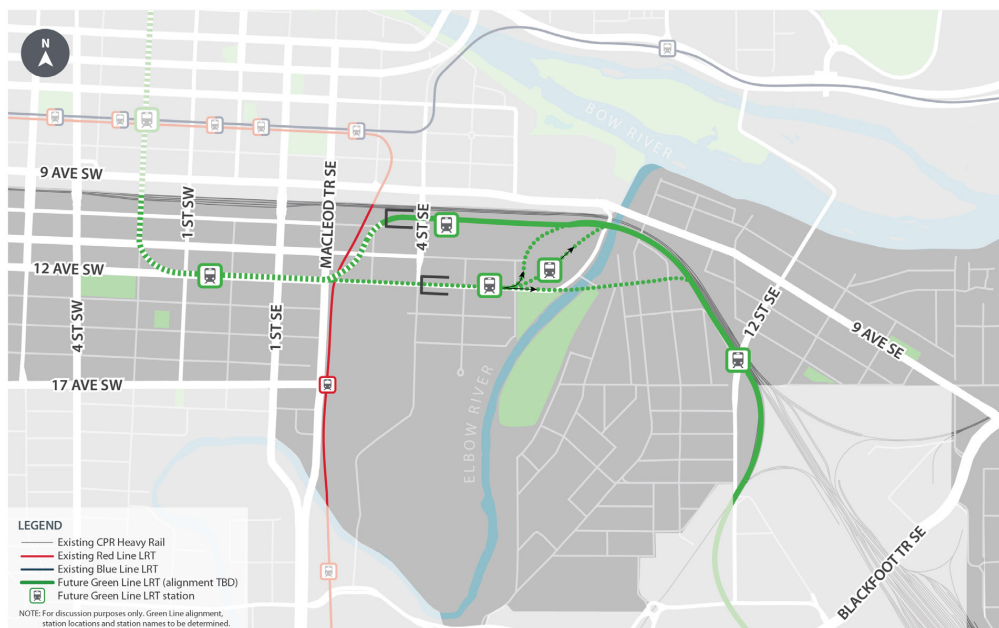 N
BOW RIVER
9 AVE SW
1 ST SW
MACLEOD TR SE
4 ST SE
12 AVE SW
4 ST SW
1 ST SE
12 ST SE
9 AVE SE
17 AVE SW
ELBOW RIVER
BLACKFOOT TR SE
LEGEND
Existing CPR Heavy Rail
Existing Red Line LRT
Existing Blue Line LRT
Future Green Line LRT (alignment TBD)
Future Green Line LRT station
NOTE: For discussion purposes only. Green Line alignment,
station locations and station names to be determined.